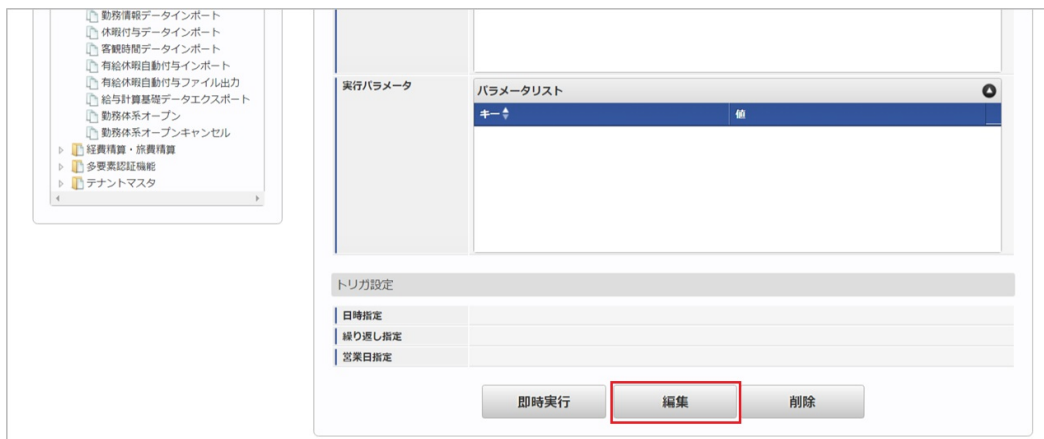 勤務情報データインポート
休暇付与データインポート
客観時間データインポート
有給休暇自動付与インポート
有給休暇自動付与ファイル出力
給与計算基礎データエクスポート
勤務体系オープン
勤務体系オープンキャンセル
経費精算・旅費精算
多要素認証機能
テナントマスタ
実行パラメータ
パラメータリスト
キー 値
トリガ設定
日時指定
繰り返し指定
営業日指定
即時実行 編集 削除